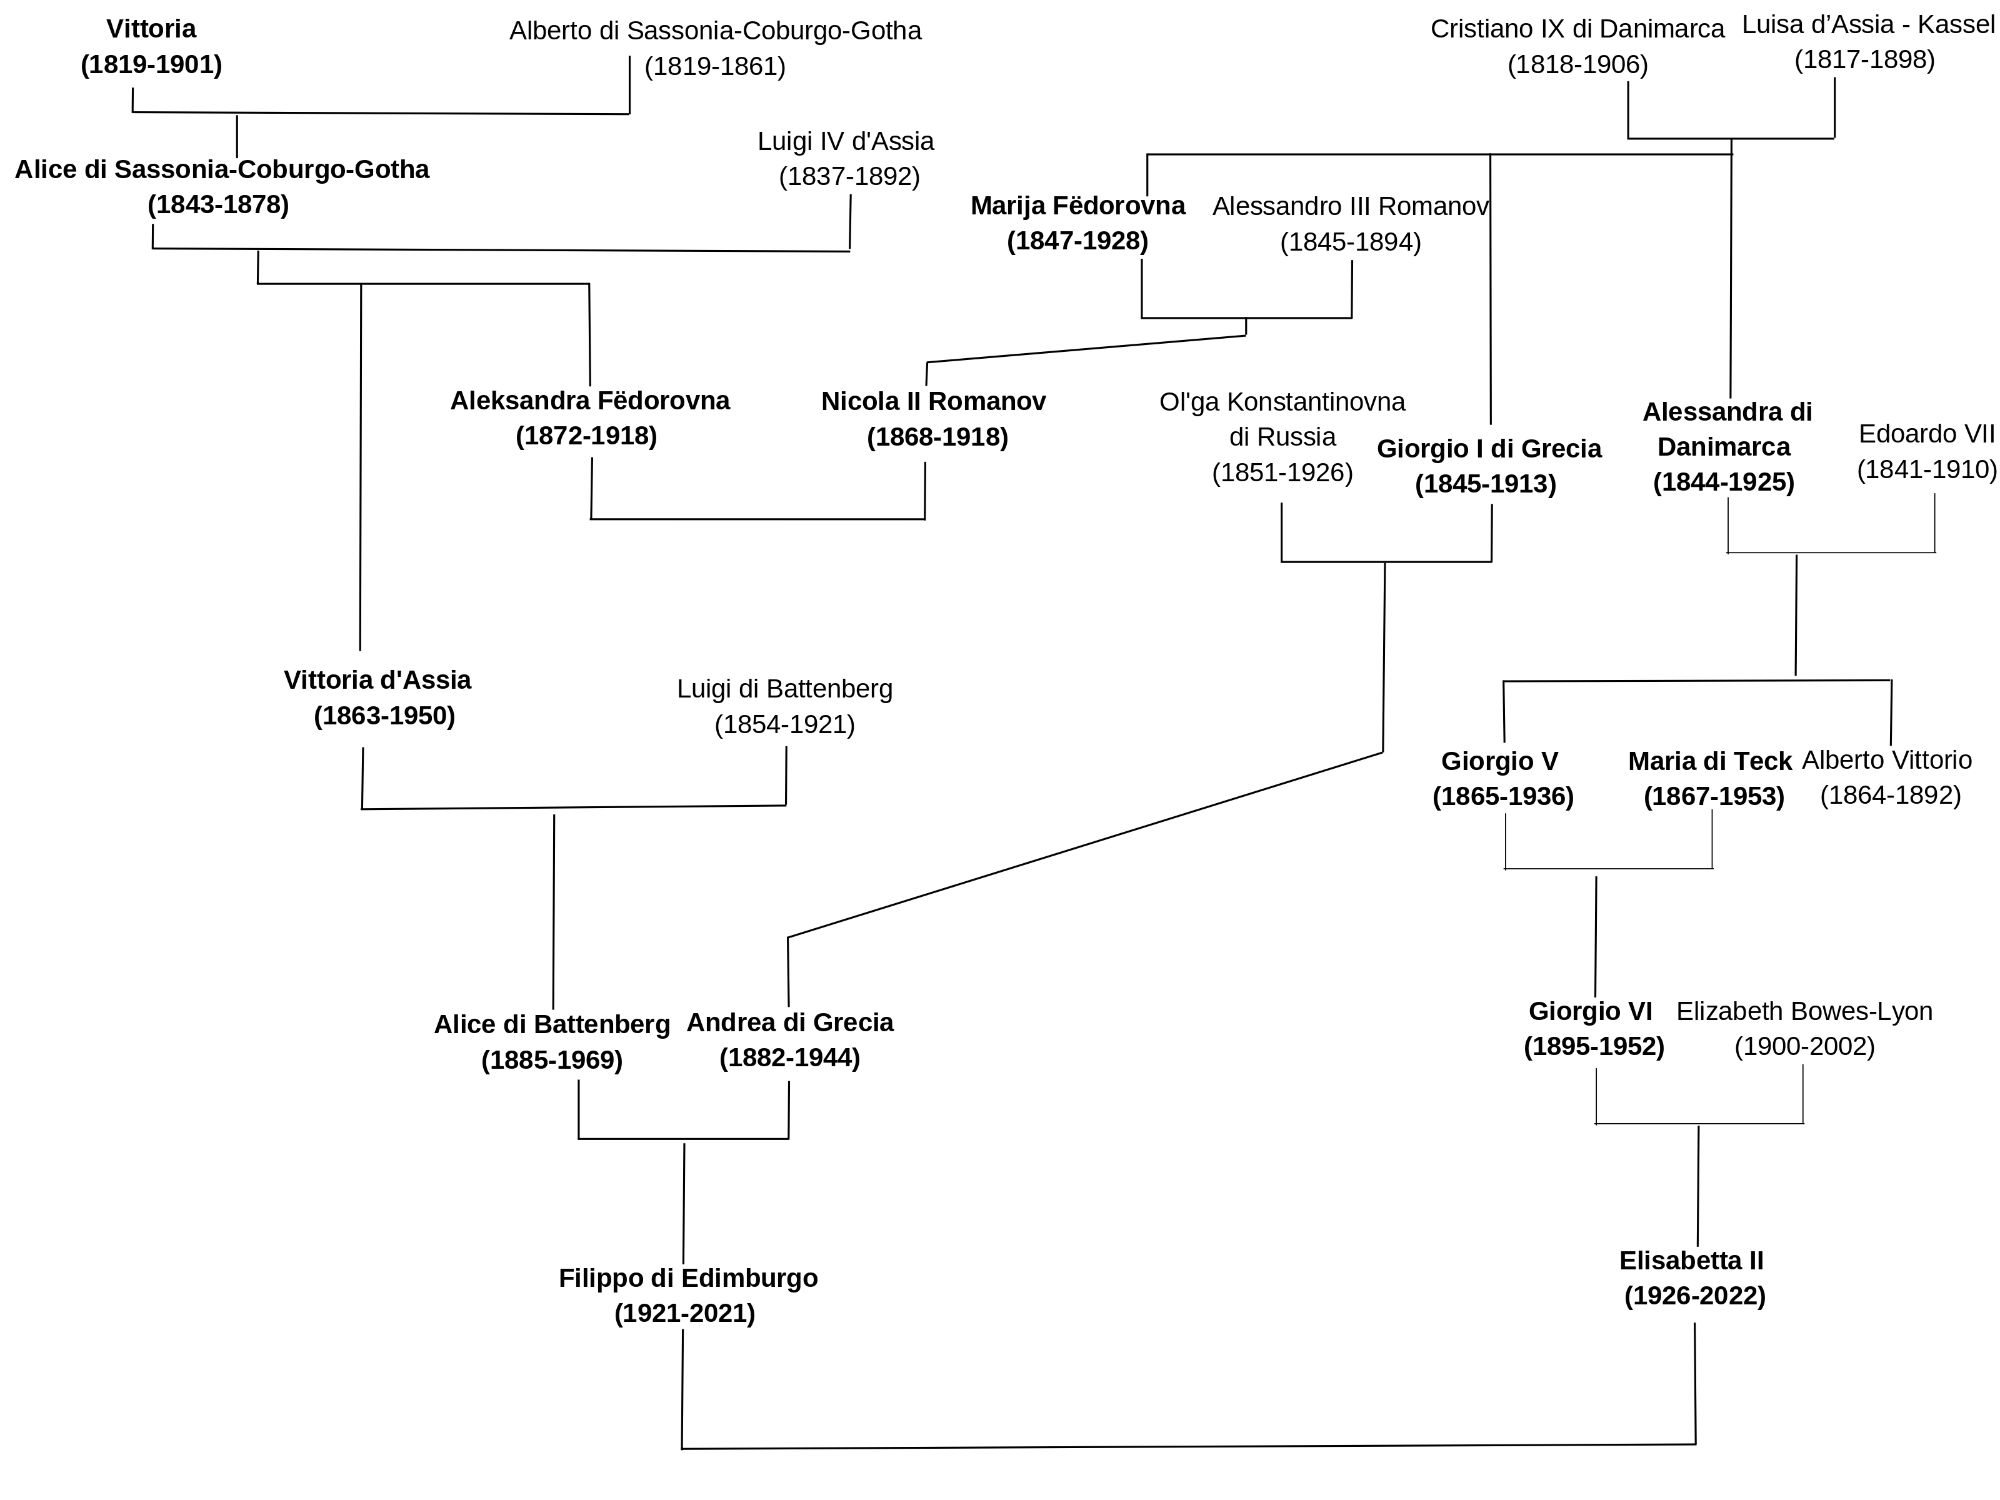 Vittoria
(1819-1901)
Alberto di Sassonia-Coburgo-Gotha
(1819-1861)
Cristiano IX di Danimarca
(1818-1906)
Luisa d’Assia - Kassel
(1817-1898)
Alice di Sassonia-Coburgo-Gotha
(1843-1878)
Luigi IV d'Assia
(1837-1892)
Marija Fëdorovna
(1847-1928)
Alessandro III Romanov
(1845-1894)
Aleksandra Fëdorovna
(1872-1918)
Nicola II Romanov
(1868-1918)
Ol'ga Konstantinovna
di Russia
(1851-1926)
Giorgio I di Grecia
(1845-1913)
Alessandra di
Danimarca
(1844-1925)
Edoardo VII
(1841-1910)
Vittoria d'Assia
(1863-1950)
Luigi di Battenberg
(1854-1921)
Giorgio V
(1865-1936)
Maria di Teck
(1867-1953)
Alberto Vittorio
(1864-1892)
Alice di Battenberg
(1885-1969)
Andrea di Grecia
(1882-1944)
Giorgio VI
(1895-1952)
Elizabeth Bowes-Lyon
(1900-2002)
Filippo di Edimburgo
(1921-2021)
Elisabetta II
(1926-2022)